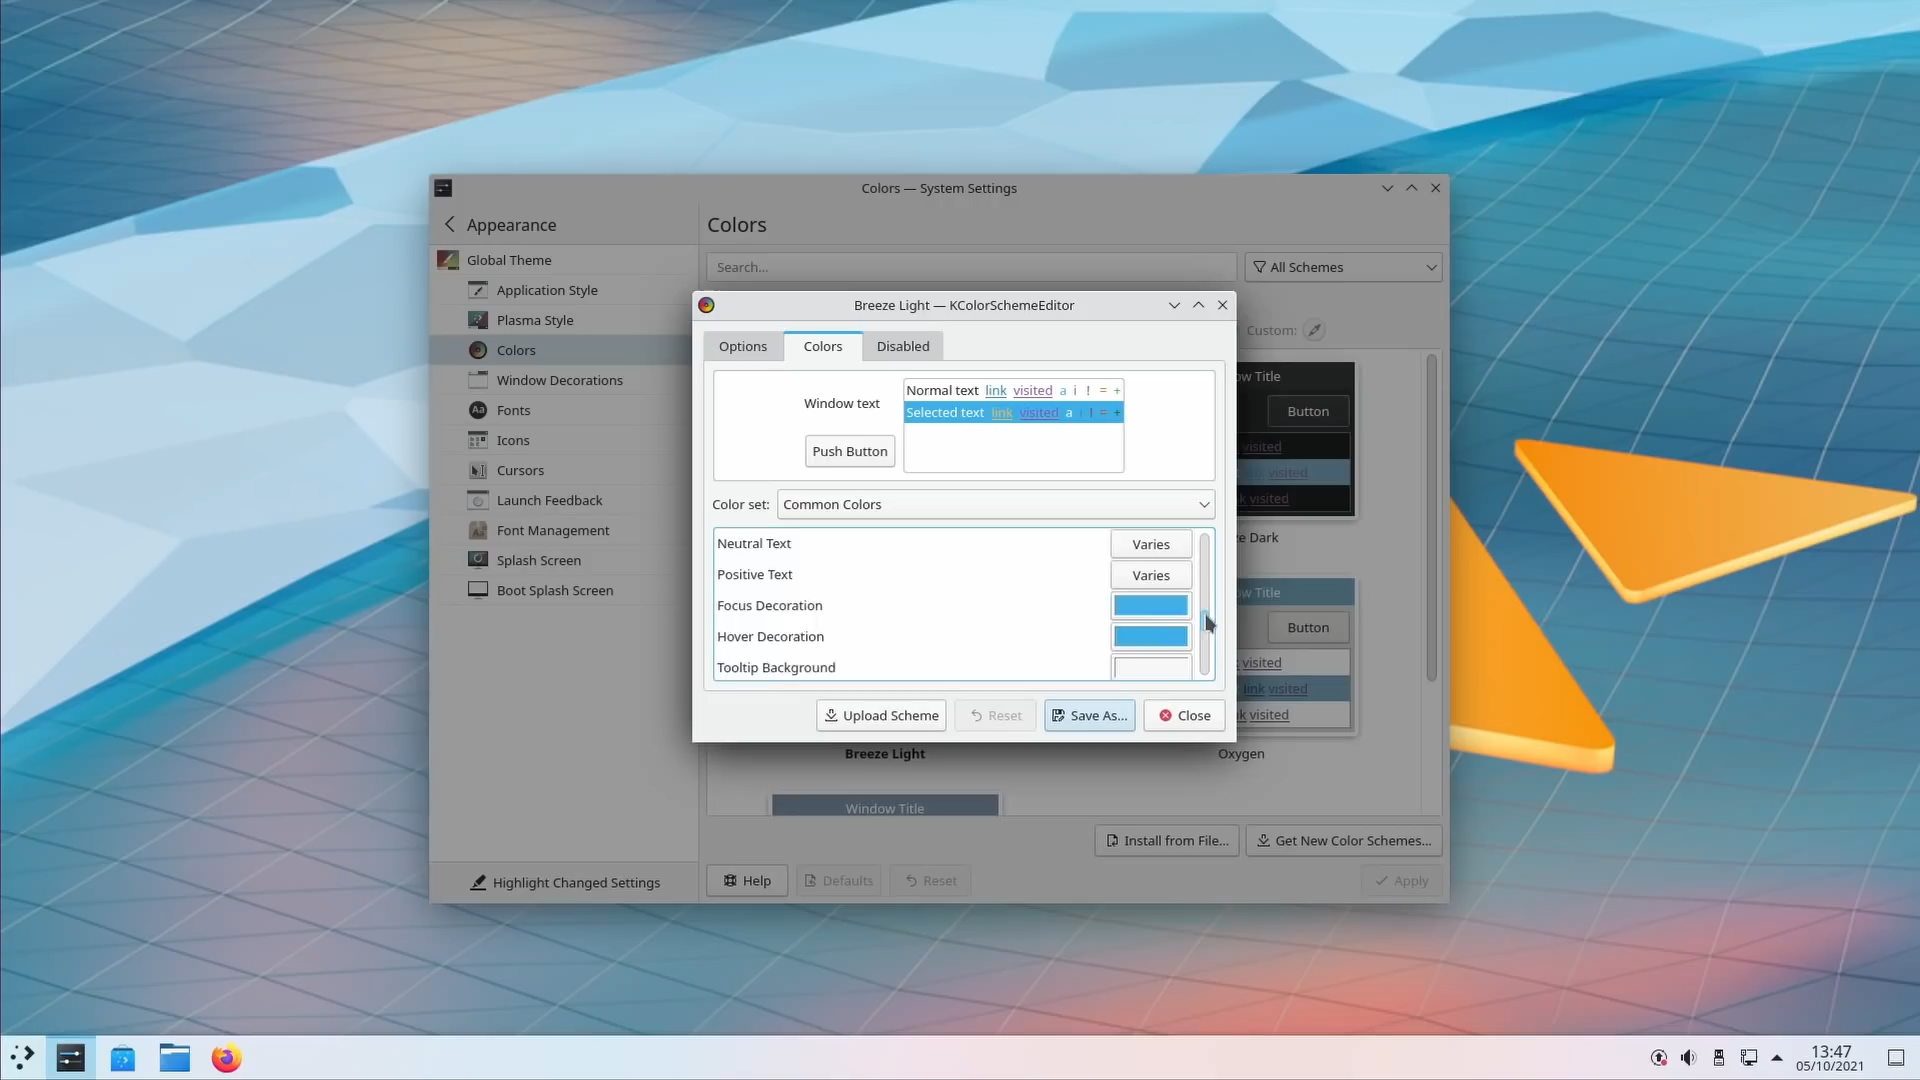 Colors — System Settings
Appearance
Colors
Global Theme
Application Style
Plasma Style
Colors
Window Decorations
Fonts
Icons
Cursors
Launch Feedback
Font Management
Splash Screen
Boot Splash Screen
Highlight Changed Settings
Search...
All Schemes
Custom:
Breeze Light — KColorSchemeEditor
Options Colors Disabled
Window text
Push Button
Normal text link visited a i ! = +
Selected text link visited a i ! = +
Color set: Common Colors
Neutral Text Varies
Positive Text Varies
Focus Decoration
Hover Decoration
Tooltip Background
Upload Scheme Reset Save As... Close
Title
Button
visited
visited
visited
Dark
Title
Button
visited
link visited
visited
Breeze Light
Oxygen
Window Title
Install from File... Get New Color Schemes...
Help Defaults Reset Apply
13:47
05/10/2021